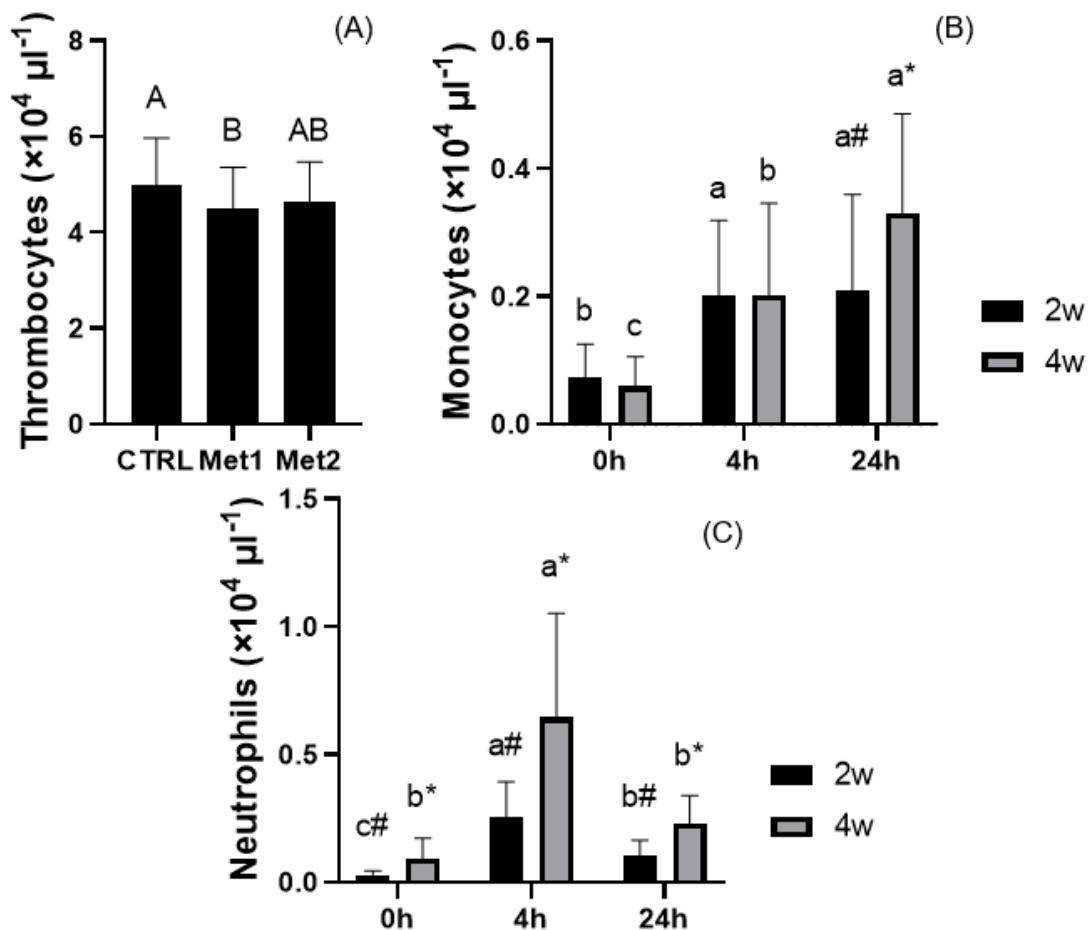 (A)
Thrombocytes (×10⁴ µl⁻¹)
8
6
4
2
0
A
B
AB
CTRL Met1 Met2
(B)
Monocytes (×10⁴ µl⁻¹)
0.6
0.4
0.2
0.0
b
c
a
b
a#
a*
0h 4h 24h
2w
4w
(C)
Neutrophils (×10⁴ µl⁻¹)
1.5
1.0
0.5
0.0
c#
b*
a#
a*
b#
b*
0h 4h 24h
2w
4w